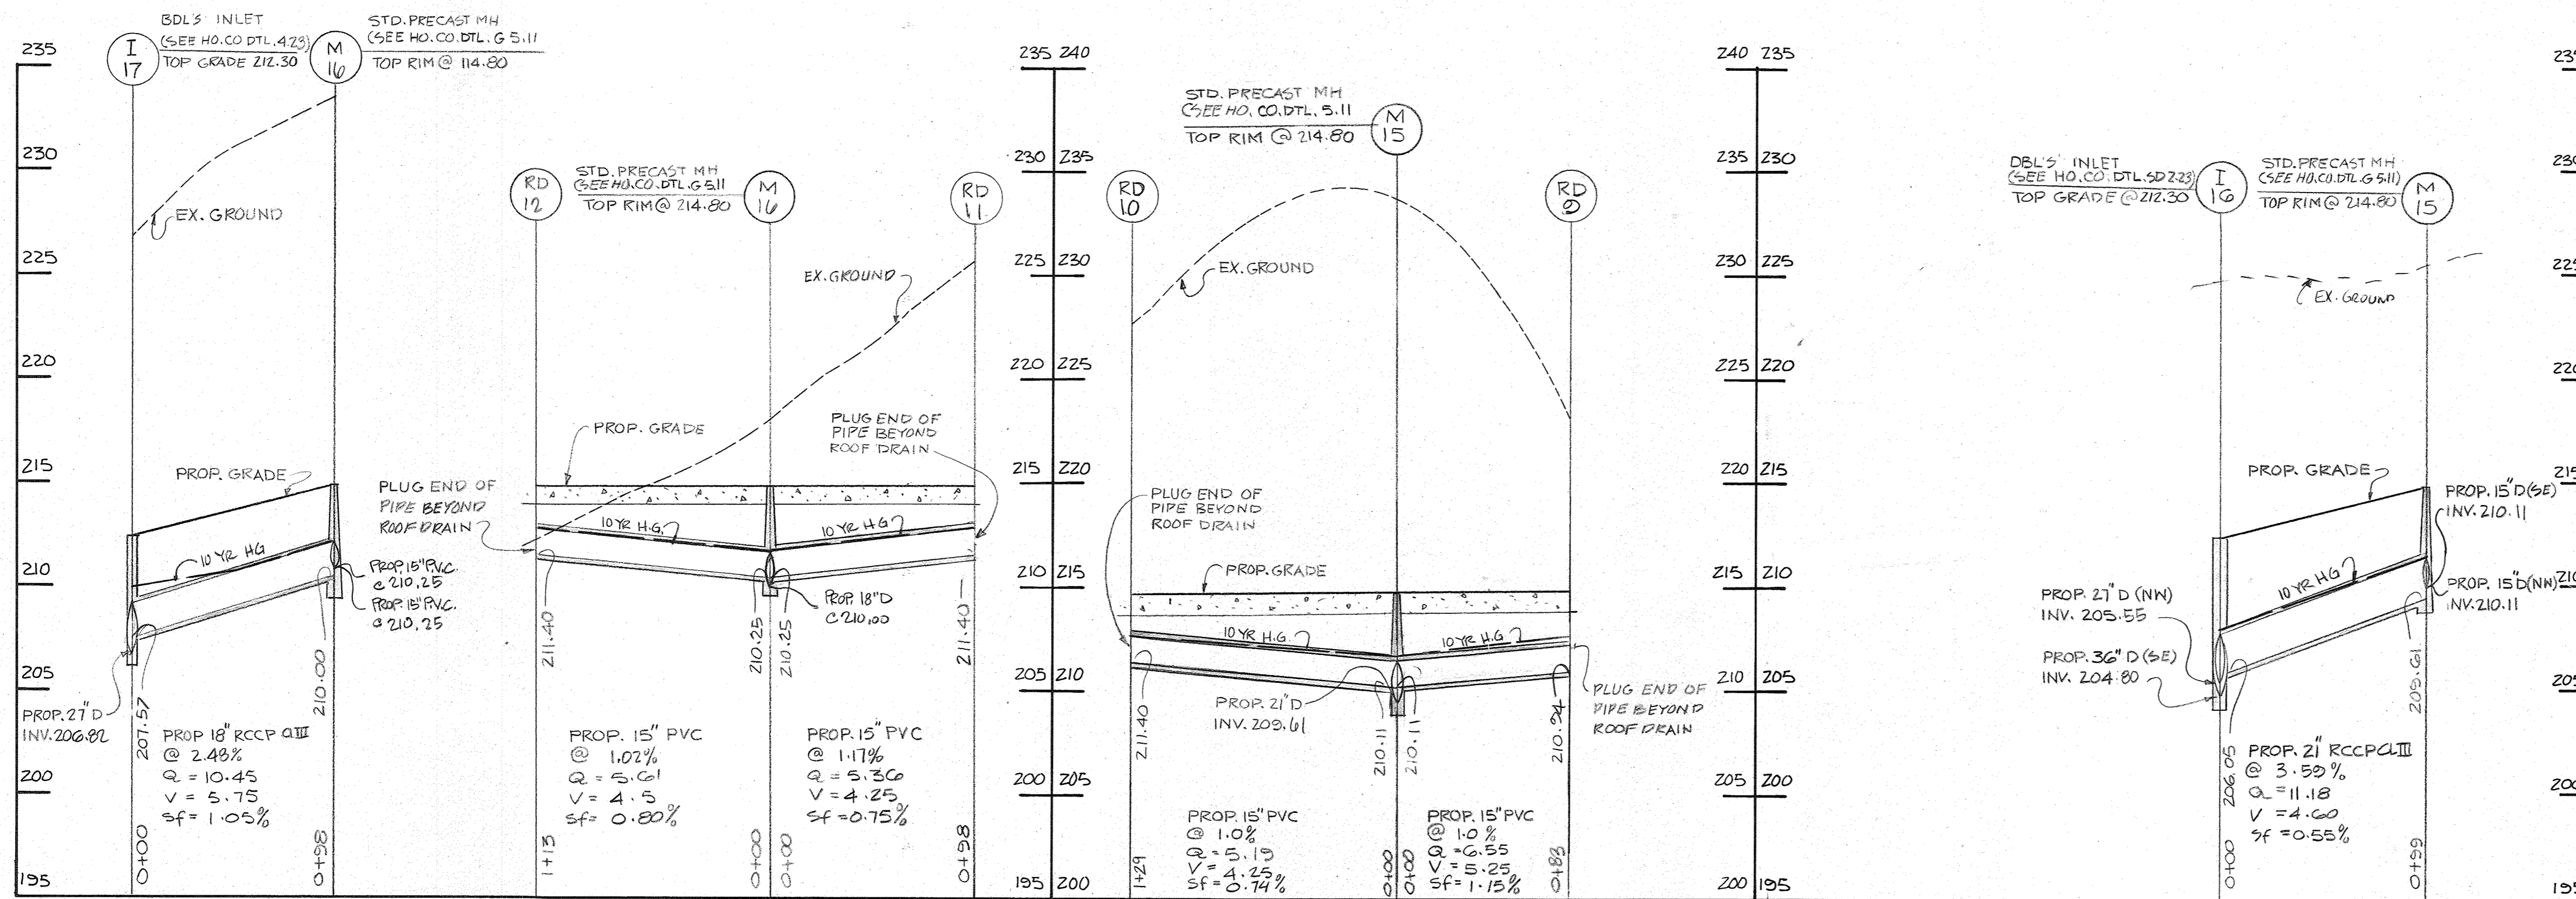 235
230
225
220
215
210
205
200
195
I
17
BDL'S INLET
(SEE HO.CO DTL. 4.23)
TOP GRADE 212.30
M
16
STD. PRECAST MH
(SEE HO.CO.DTL. G 5.11
TOP RIM @ 114.80
EX. GROUND
PROP. GRADE
10 YR HG
PROP. 15" P.V.C.
@ 210.25
PROP. 15" P.V.C.
@ 210.25
PROP. 27" D
INV. 206.82
207.57
210.00
PROP 18" RCCP CL III
@ 2.48%
Q = 10.45
V = 5.75
Sf = 1.05%
0+00
0+98
RD
12
STD. PRECAST MH
(SEE HO.CO.DTL. G 5.11
TOP RIM @ 214.80
M
16
RD
11
EX. GROUND
PROP. GRADE
PLUG END OF
PIPE BEYOND
ROOF DRAIN
PLUG END OF
PIPE BEYOND
ROOF DRAIN
10 YR H.G.
10 YR HG
PROP. 18" D
@ 210.00
211.40
210.25
210.25
211.40
PROP. 15" PVC
@ 1.02%
Q = 5.61
V = 4.5
Sf = 0.80%
PROP. 15" PVC
@ 1.17%
Q = 5.36
V = 4.25
Sf = 0.75%
1+13
0+00
0+00
0+98
235 240
230 235
225 230
220 225
215 220
210 215
205 210
200 205
195 200
RD
10
STD. PRECAST MH
(SEE HO. CO. DTL. 5.11
TOP RIM @ 214.80
M
15
RD
9
EX. GROUND
PLUG END OF
PIPE BEYOND
ROOF DRAIN
PROP. GRADE
10 YR H.G.
10 YR H.G.
PROP. 21" D
INV. 209.61
PLUG END OF
PIPE BEYOND
ROOF DRAIN
211.40
210.11
210.11
210.94
PROP. 15" PVC
@ 1.0%
Q = 5.19
V = 4.25
Sf = 0.74%
PROP. 15" PVC
@ 1.0 %
Q = 6.55
V = 5.25
Sf = 1.15%
1+29
0+00
0+00
0+83
240 235
235 230
230 225
225 220
220 215
215 210
210 205
205 200
200 195
DBL'S' INLET
(SEE HO. CO. DTL. SD 2.23)
TOP GRADE @ 212.30
I
16
STD. PRECAST MH
(SEE HO.CO.DTL. G 5.11)
TOP RIM @ 214.80
M
15
EX. GROUND
PROP. GRADE
10 YR HG
PROP. 15" D (SE)
INV. 210.11
PROP. 15" D (NW)
INV. 210.11
PROP. 27" D (NW)
INV. 205.55
PROP. 36" D (SE)
INV. 204.80
206.05
209.61
PROP. 21" RCCP CL III
@ 3.59%
Q = 11.18
V = 4.60
Sf = 0.55%
0+00
0+99